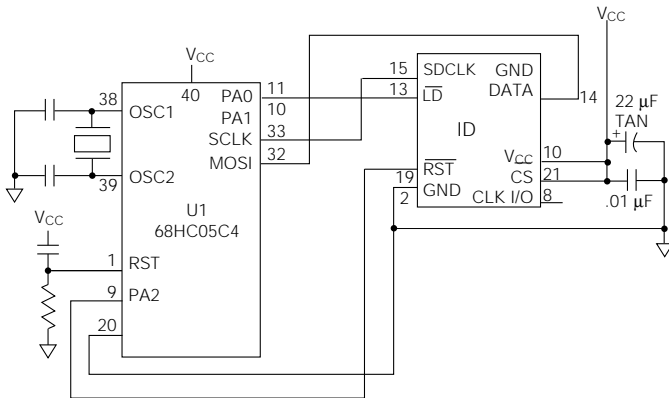 VCC
VCC
40
38
OSC1
39
OSC2
PA0
11
PA1
10
SCLK
33
MOSI
32
U1
68HC05C4
VCC
1
RST
9
PA2
20
15
SDCLK
13
LD
GND
DATA
14
ID
RST
19
GND
2
VCC
10
CS
21
CLK I/O
8
22 µF
TAN
+
.01 µF